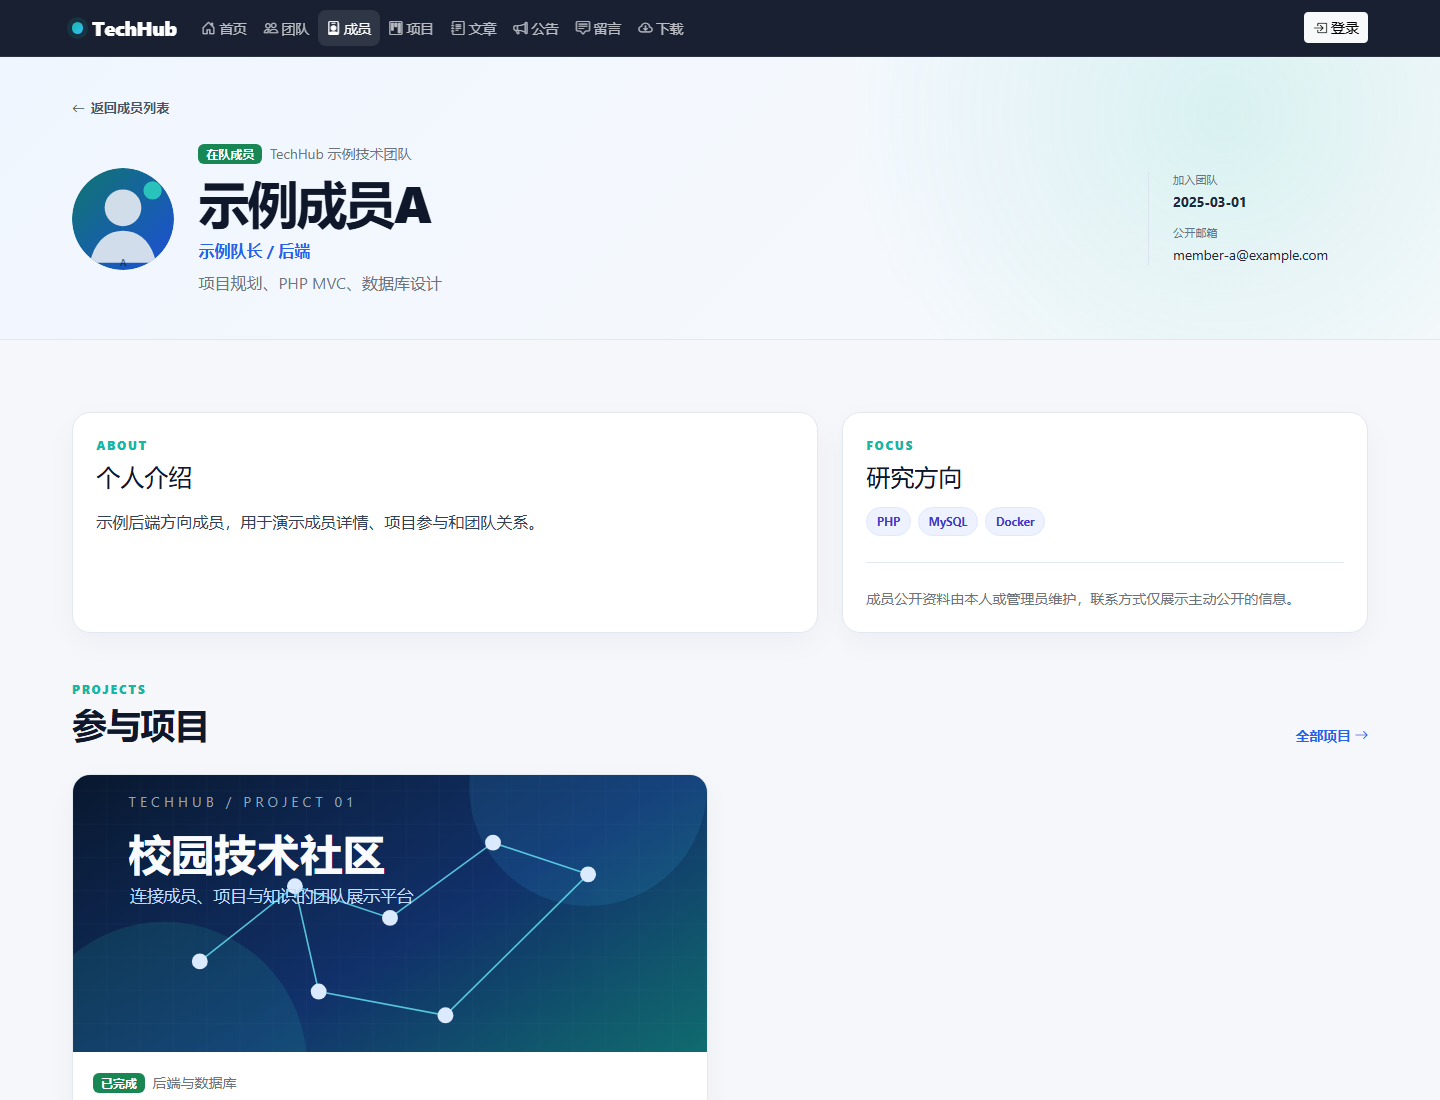 TechHub 首页 团队 成员 项目 文章 公告 留言 下载 登录
返回成员列表
在队成员 TechHub 示例技术团队
示例成员A
示例队长 / 后端
项目规划、PHP MVC、数据库设计
A
加入团队
2025-03-01
公开邮箱
member-a@example.com
ABOUT
个人介绍
示例后端方向成员，用于演示成员详情、项目参与和团队关系。
FOCUS
研究方向
PHP MySQL Docker
成员公开资料由本人或管理员维护，联系方式仅展示主动公开的信息。
PROJECTS
参与项目
全部项目
TECHHUB / PROJECT 01
校园技术社区
连接成员、项目与知识的团队展示平台
已完成 后端与数据库